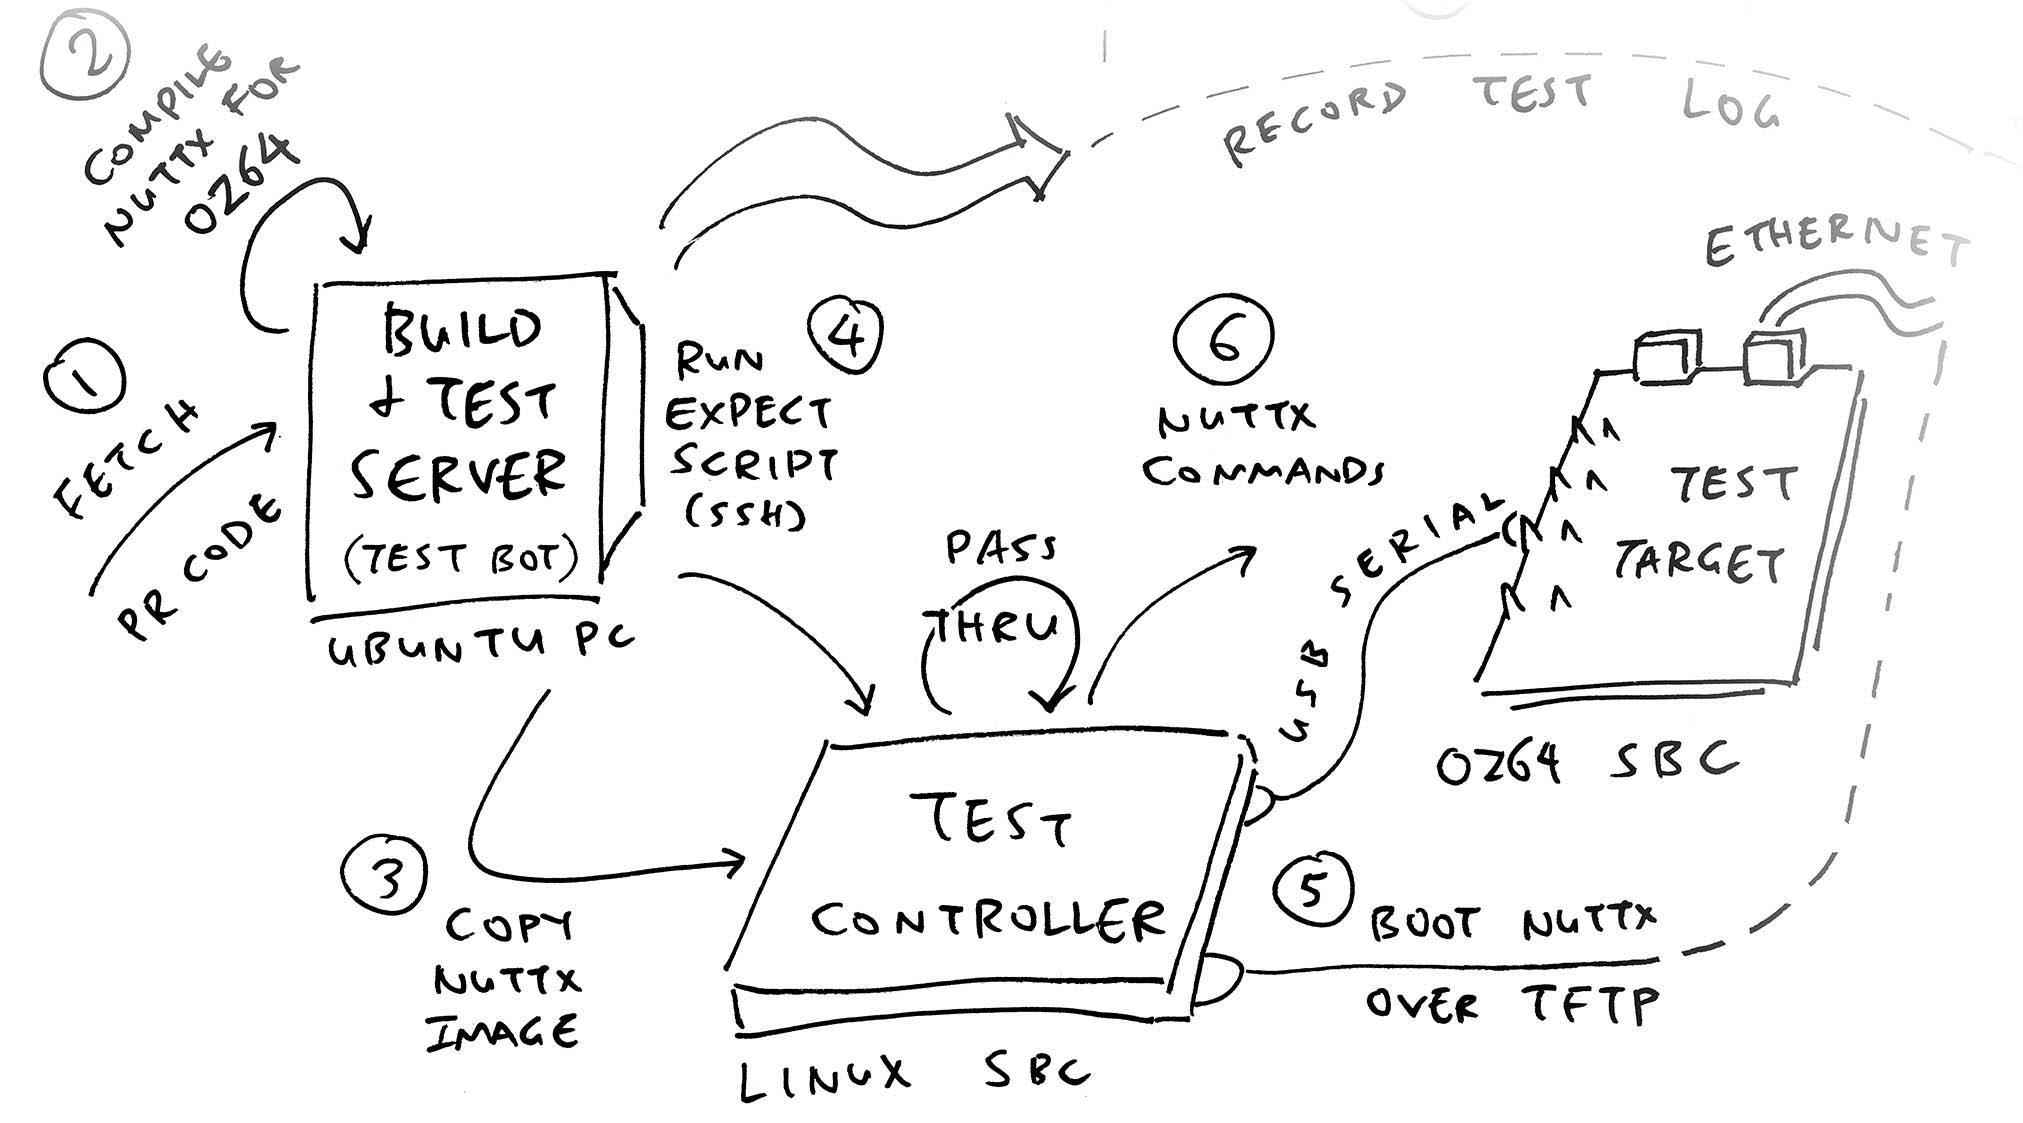 2
COMPILE
NUTTX FOR
OZ64
RECORD TEST LOG
ETHERNET
1
FETCH
PR CODE
BUILD
+ TEST
SERVER
(TEST BOT)
UBUNTU PC
4
RUN
EXPECT
SCRIPT
(SSH)
PASS
THRU
6
NUTTX
COMMANDS
USB SERIAL
TEST
TARGET
OZ64 SBC
3
COPY
NUTTX
IMAGE
TEST
CONTROLLER
LINUX SBC
5
BOOT NUTTX
OVER TFTP